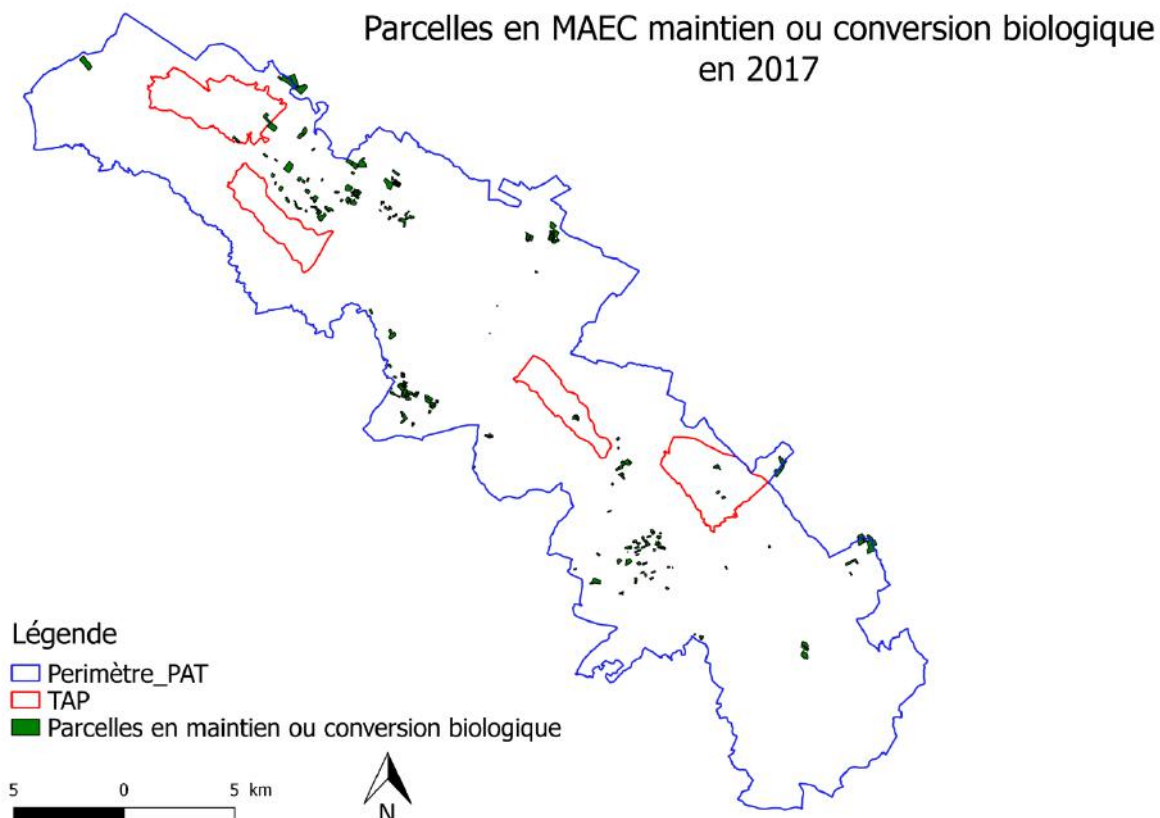 Parcelles en MAEC maintien ou conversion biologique
en 2017
Légende
Perimètre_PAT
TAP
Parcelles en maintien ou conversion biologique
5 0 5 km
N